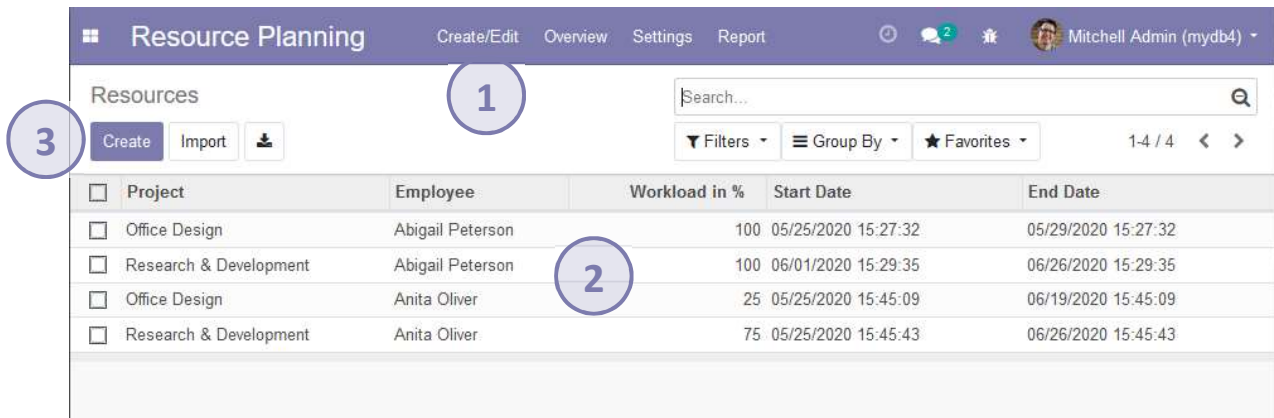 Resource Planning Create/Edit Overview Settings Report 2 Mitchell Admin (mydb4)
Resources 1 Search...
3 Create Import Filters Group By Favorites 1-4 / 4
Project Employee Workload in % Start Date End Date
Office Design Abigail Peterson 100 05/25/2020 15:27:32 05/29/2020 15:27:32
Research & Development Abigail Peterson 100 06/01/2020 15:29:35 06/26/2020 15:29:35
2
Office Design Anita Oliver 25 05/25/2020 15:45:09 06/19/2020 15:45:09
Research & Development Anita Oliver 75 05/25/2020 15:45:43 06/26/2020 15:45:43